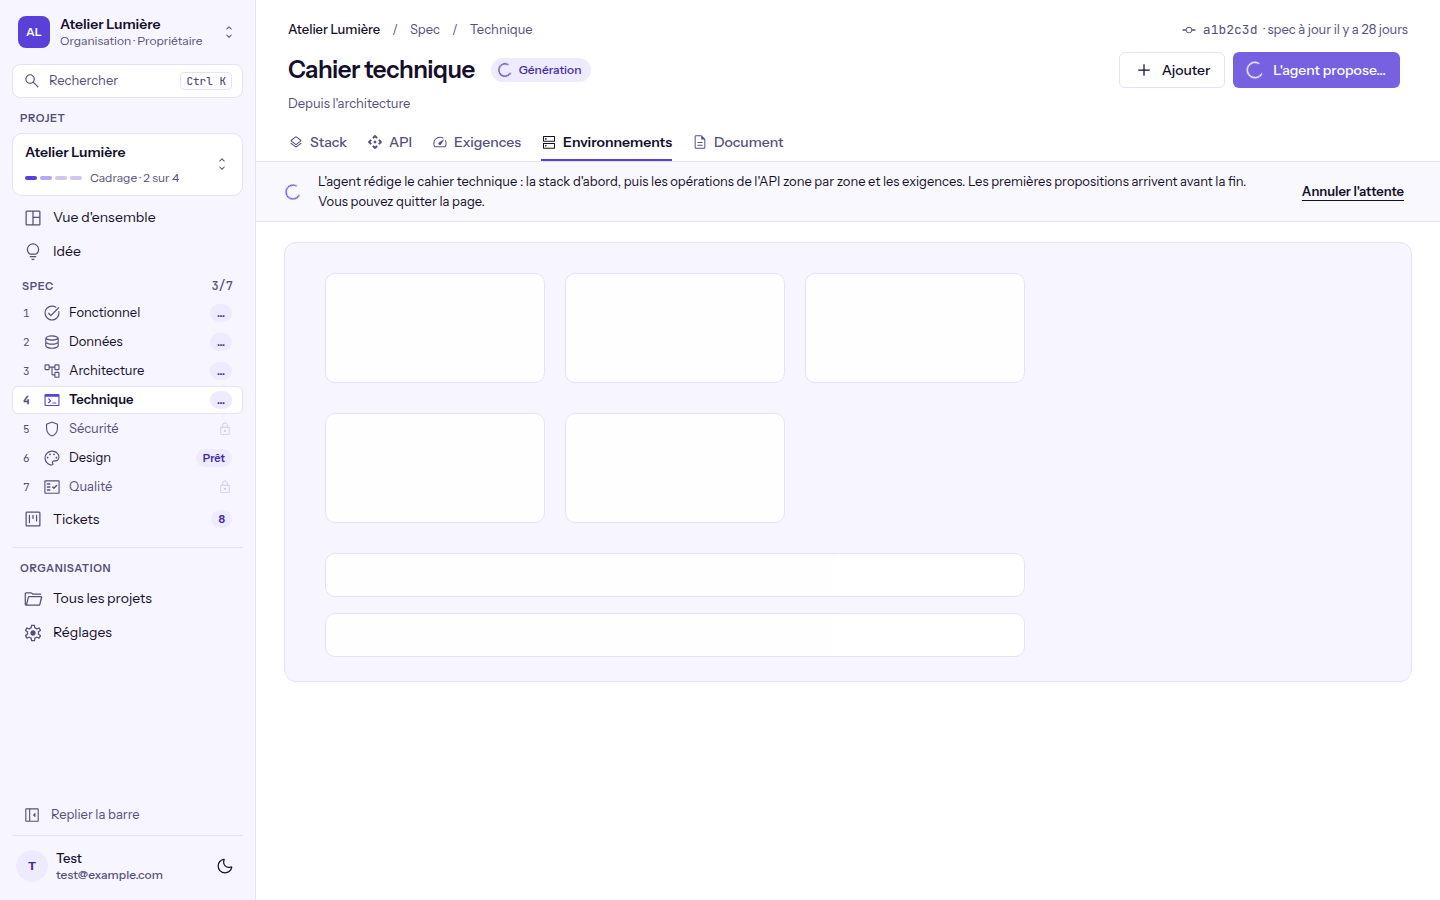 AL
Atelier Lumière
Organisation · Propriétaire
Rechercher
Ctrl K
PROJET
Atelier Lumière
Cadrage · 2 sur 4
Vue d'ensemble
Idée
SPEC 3/7
1 Fonctionnel ...
2 Données ...
3 Architecture ...
4 Technique ...
5 Sécurité
6 Design Prêt
7 Qualité
Tickets 8
ORGANISATION
Tous les projets
Réglages
Replier la barre
T
Test
test@example.com
Atelier Lumière / Spec / Technique
a1b2c3d · spec à jour il y a 28 jours
Cahier technique
Génération
Ajouter
L'agent propose...
Depuis l'architecture
Stack
API
Exigences
Environnements
Document
L'agent rédige le cahier technique : la stack d'abord, puis les opérations de l'API zone par zone et les exigences. Les premières propositions arrivent avant la fin.
Vous pouvez quitter la page.
Annuler l'attente